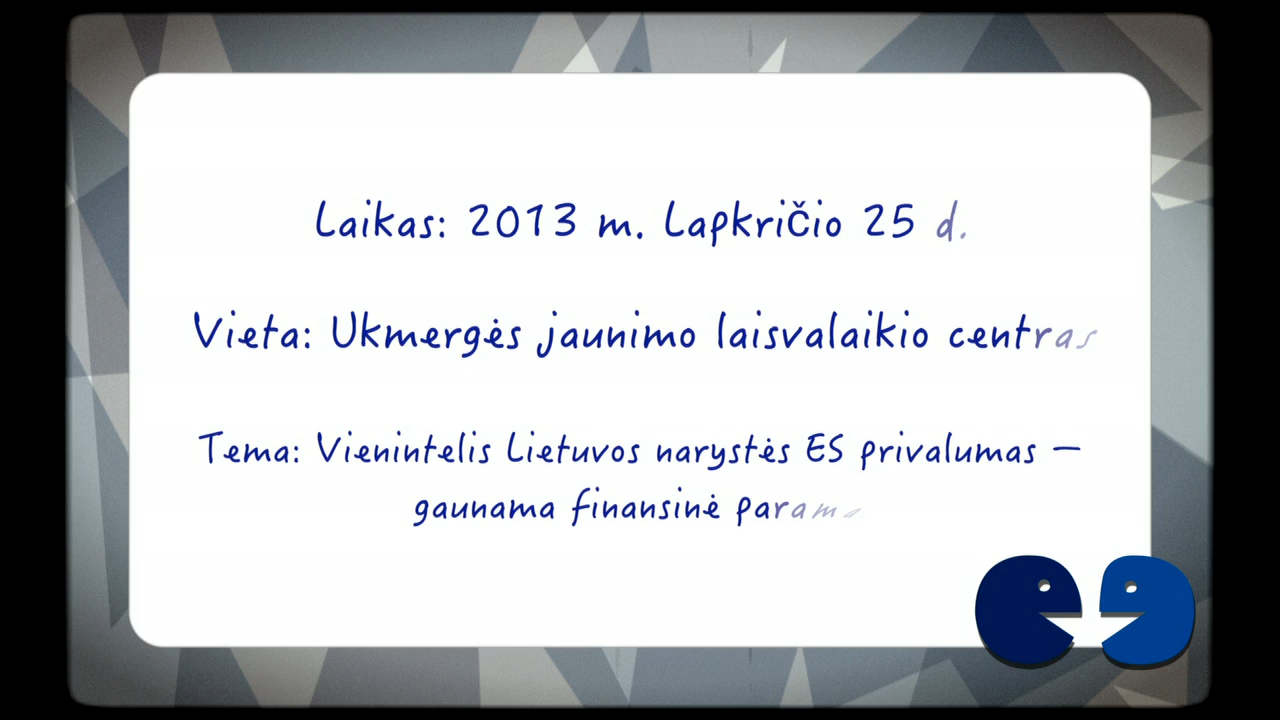 Laikas: 2013 m. Lapkričio 25 d.
Vieta: Ukmergės jaunimo laisvalaikio centras
Tema: Vienintelis Lietuvos narystės ES privalumas –
gaunama finansinė parama